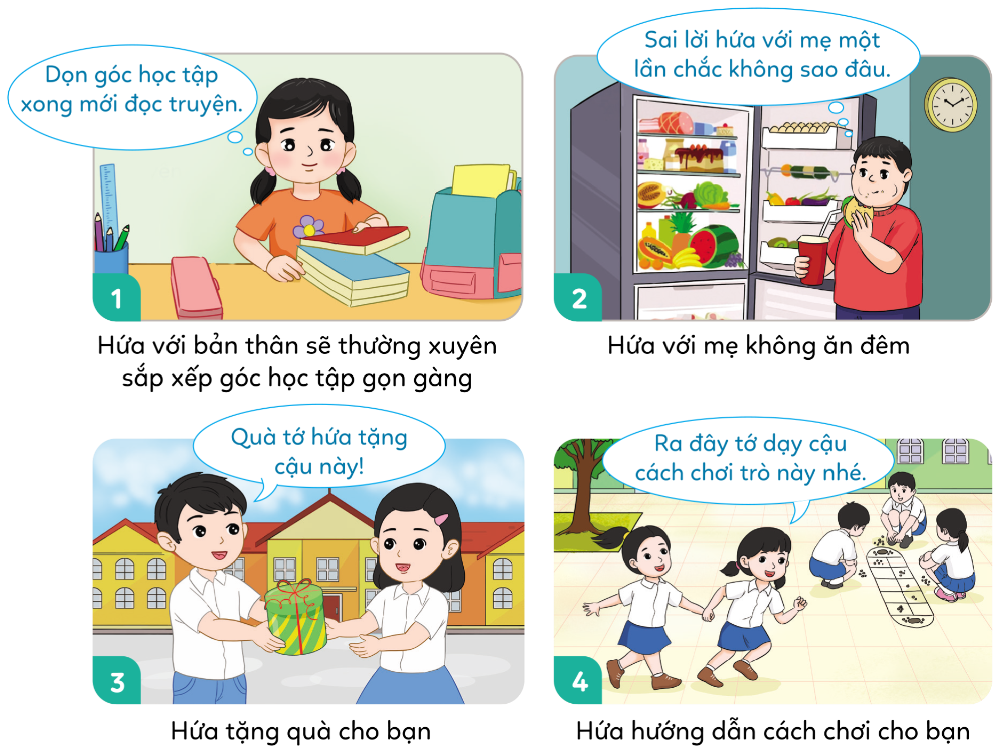 Dọn góc học tập
xong mới đọc truyện.
1
Hứa với bản thân sẽ thường xuyên
sắp xếp góc học tập gọn gàng
Sai lời hứa với mẹ một
lần chắc không sao đâu.
2
Hứa với mẹ không ăn đêm
Quà tớ hứa tặng
cậu này!
3
Hứa tặng quà cho bạn
Ra đây tớ dạy cậu
cách chơi trò này nhé.
4
Hứa hướng dẫn cách chơi cho bạn